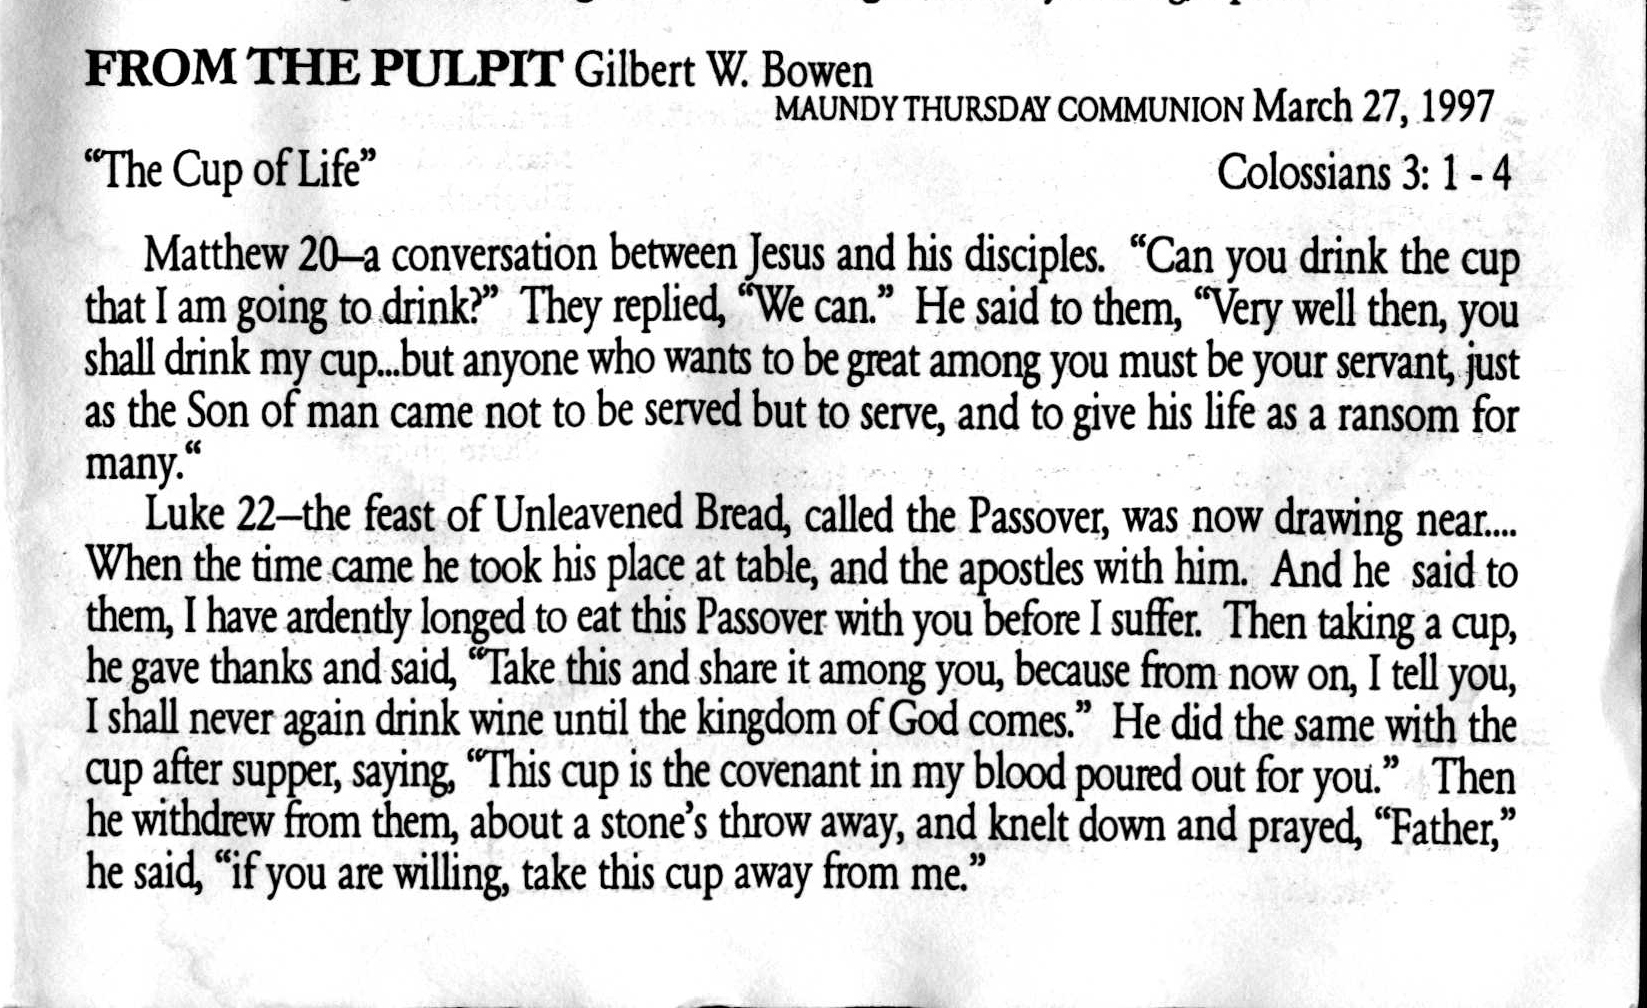 FROM THE PULPIT Gilbert W. Bowen
MAUNDY THURSDAY COMMUNION March 27, 1997
“The Cup of Life” Colossians 3: 1 - 4
Matthew 20–a conversation between Jesus and his disciples. “Can you drink the cup
that I am going to drink?” They replied, “We can.” He said to them, “Very well then, you
shall drink my cup...but anyone who wants to be great among you must be your servant, just
as the Son of man came not to be served but to serve, and to give his life as a ransom for
many.“
Luke 22–the feast of Unleavened Bread, called the Passover, was now drawing near....
When the time came he took his place at table, and the apostles with him. And he said to
them, I have ardently longed to eat this Passover with you before I suffer. Then taking a cup,
he gave thanks and said, “Take this and share it among you, because from now on, I tell you,
I shall never again drink wine until the kingdom of God comes.” He did the same with the
cup after supper, saying, “This cup is the covenant in my blood poured out for you.” Then
he withdrew from them, about a stone’s throw away, and knelt down and prayed, “Father,”
he said, “if you are willing, take this cup away from me.”